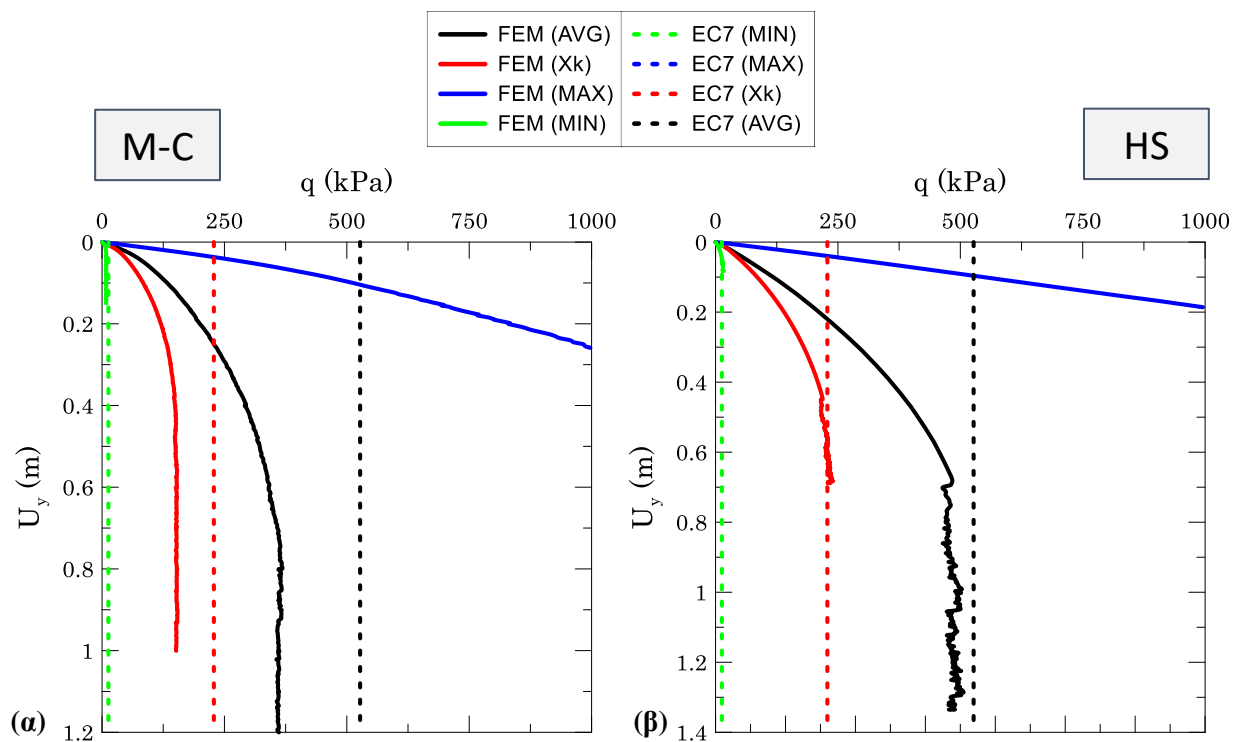 FEM (AVG) EC7 (MIN)
FEM (Xk) EC7 (MAX)
FEM (MAX) EC7 (Xk)
FEM (MIN) EC7 (AVG)
M-C
HS
q (kPa)
0 250 500 750 1000
0
0.2
0.4
0.6
0.8
1
1.2
U_y (m)
(α)
q (kPa)
0 250 500 750 1000
0
0.2
0.4
0.6
0.8
1
1.2
1.4
U_y (m)
(β)